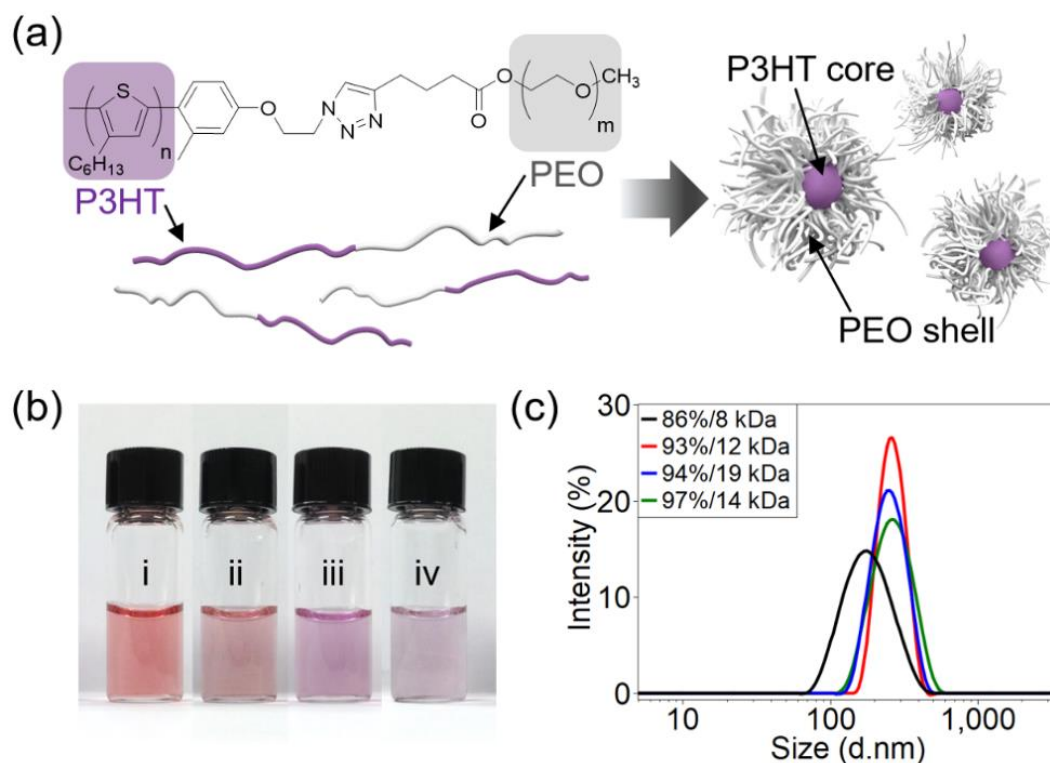 (a)
S
O
N
N
N
O
O
O
CH3
n
m
C6H13
P3HT
PEO
P3HT core
PEO shell
(b)
i
ii
iii
iv
(c)
30
20
10
0
Intensity (%)
86%/8 kDa
93%/12 kDa
94%/19 kDa
97%/14 kDa
10
100
1,000
Size (d.nm)